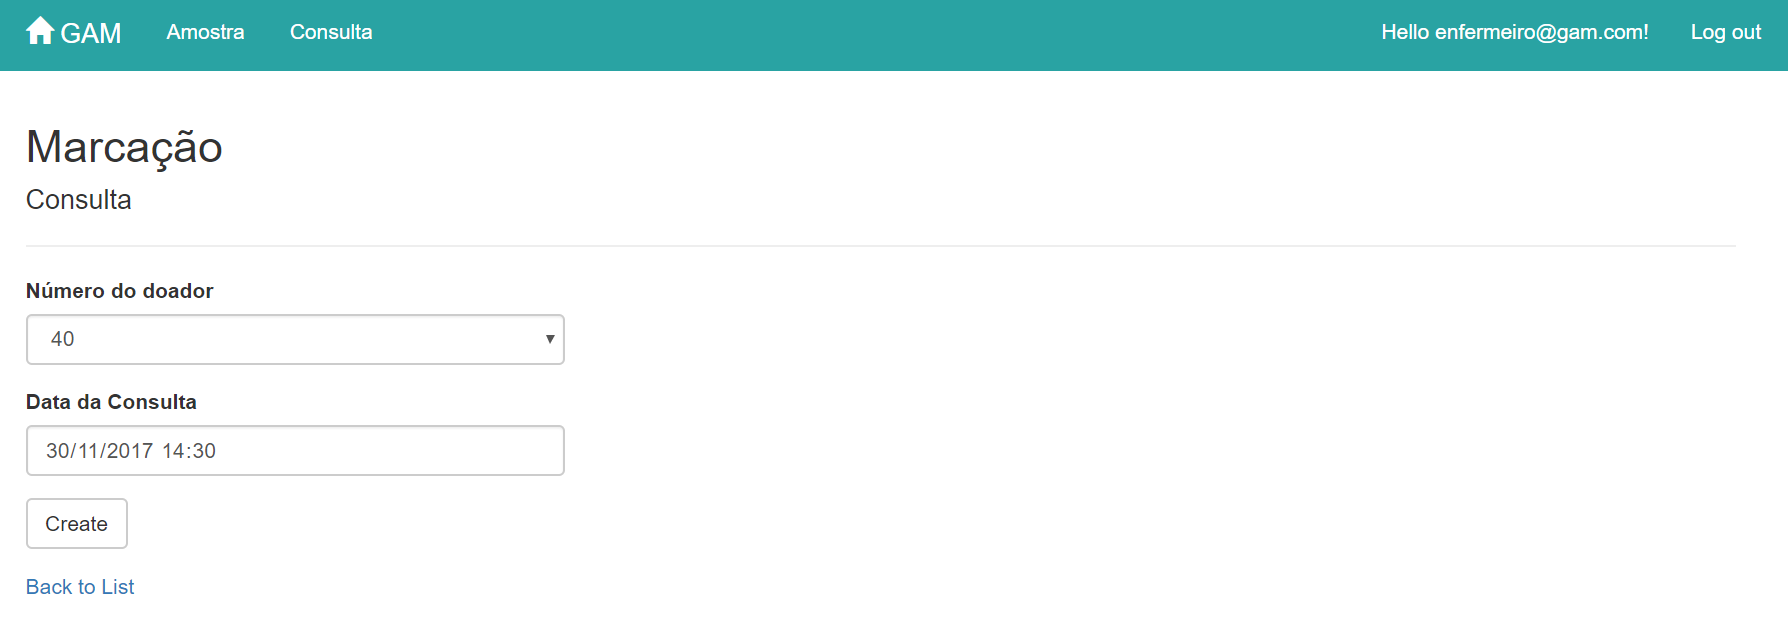 GAM Amostra Consulta Hello enfermeiro@gam.com! Log out
Marcação
Consulta
Número do doador
40
Data da Consulta
30/11/2017 14:30
Create
Back to List